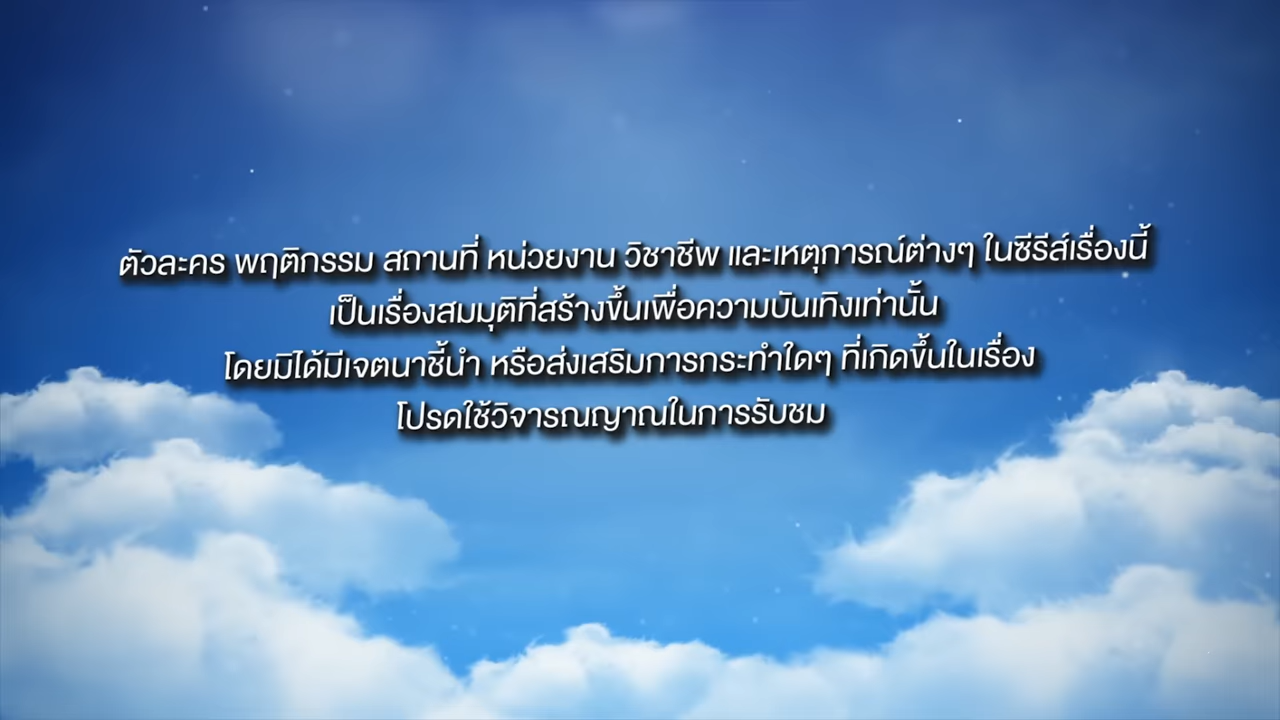 ตัวละคร พฤติกรรม สถานที่ หน่วยงาน วิชาชีพ และเหตุการณ์ต่างๆ ในซีรีส์เรื่องนี้
เป็นเรื่องสมมุติที่สร้างขึ้นเพื่อความบันเทิงเท่านั้น
โดยมิได้มีเจตนาชี้นำ หรือส่งเสริมการกระทำใดๆ ที่เกิดขึ้นในเรื่อง
โปรดใช้วิจารณญาณในการรับชม